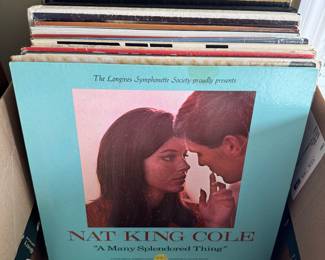 The Longines Symphonette Society proudly presents
NAT KING COLE
"A Many Splendored Thing"